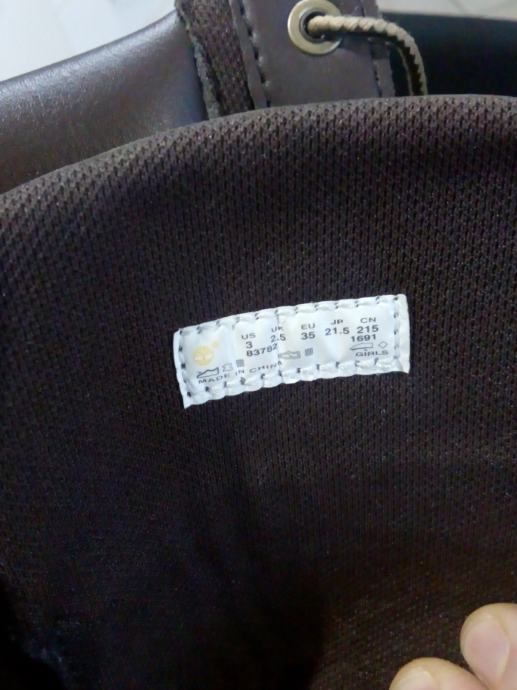 US UK EU JP CN
3 2.5 35 21.5 215
83782 1691
GIRLS
MADE IN CHINA